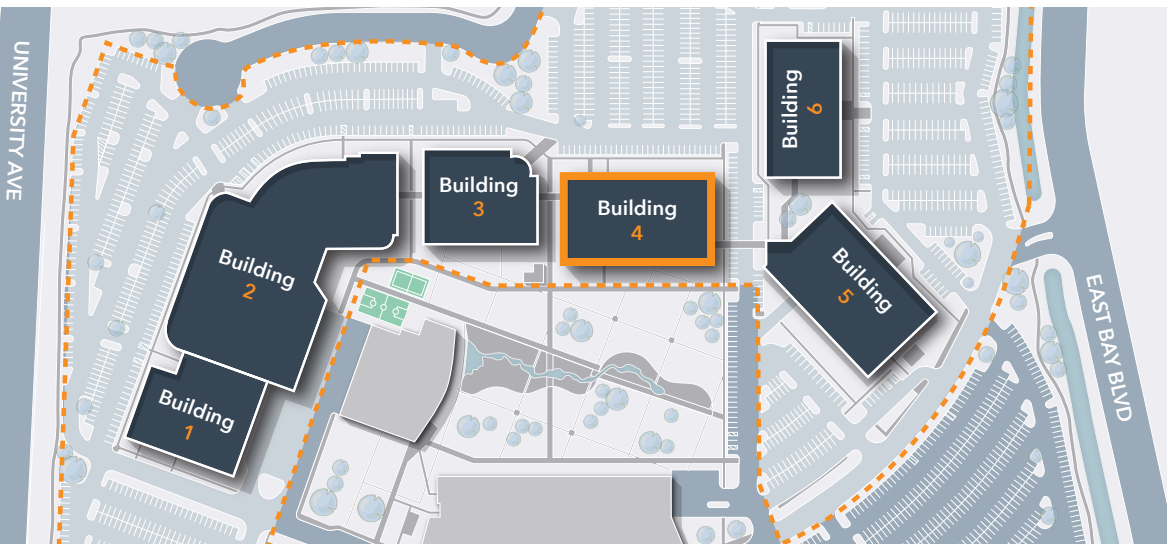 UNIVERSITY AVE
Building
6
Building
3
Building
4
Building
2
Building
5
EAST BAY BLVD
Building
1